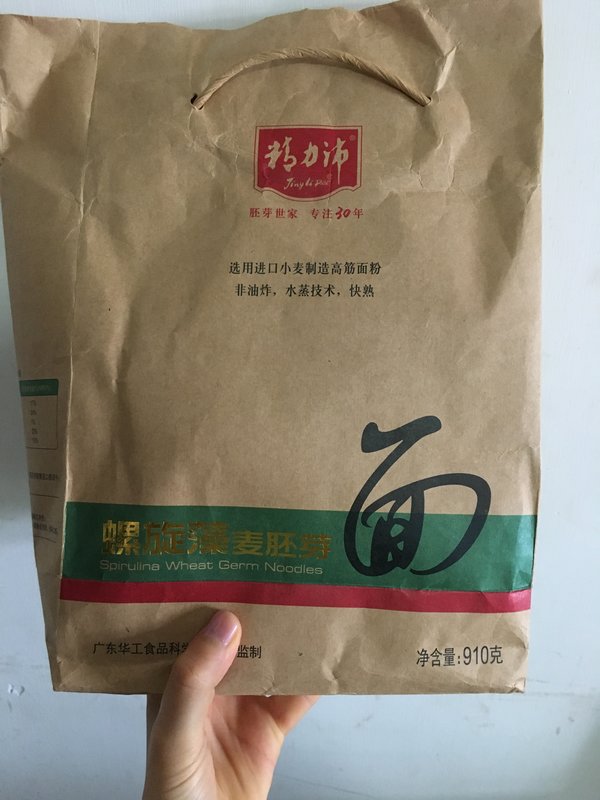 精力沛
胚芽世家 专注30年
选用进口小麦制造高筋面粉
非油炸，水蒸技术，快熟
面
螺旋藻麦胚芽
Spirulina Wheat Germ Noodles
广东华工食品科学 监制
净含量:910克